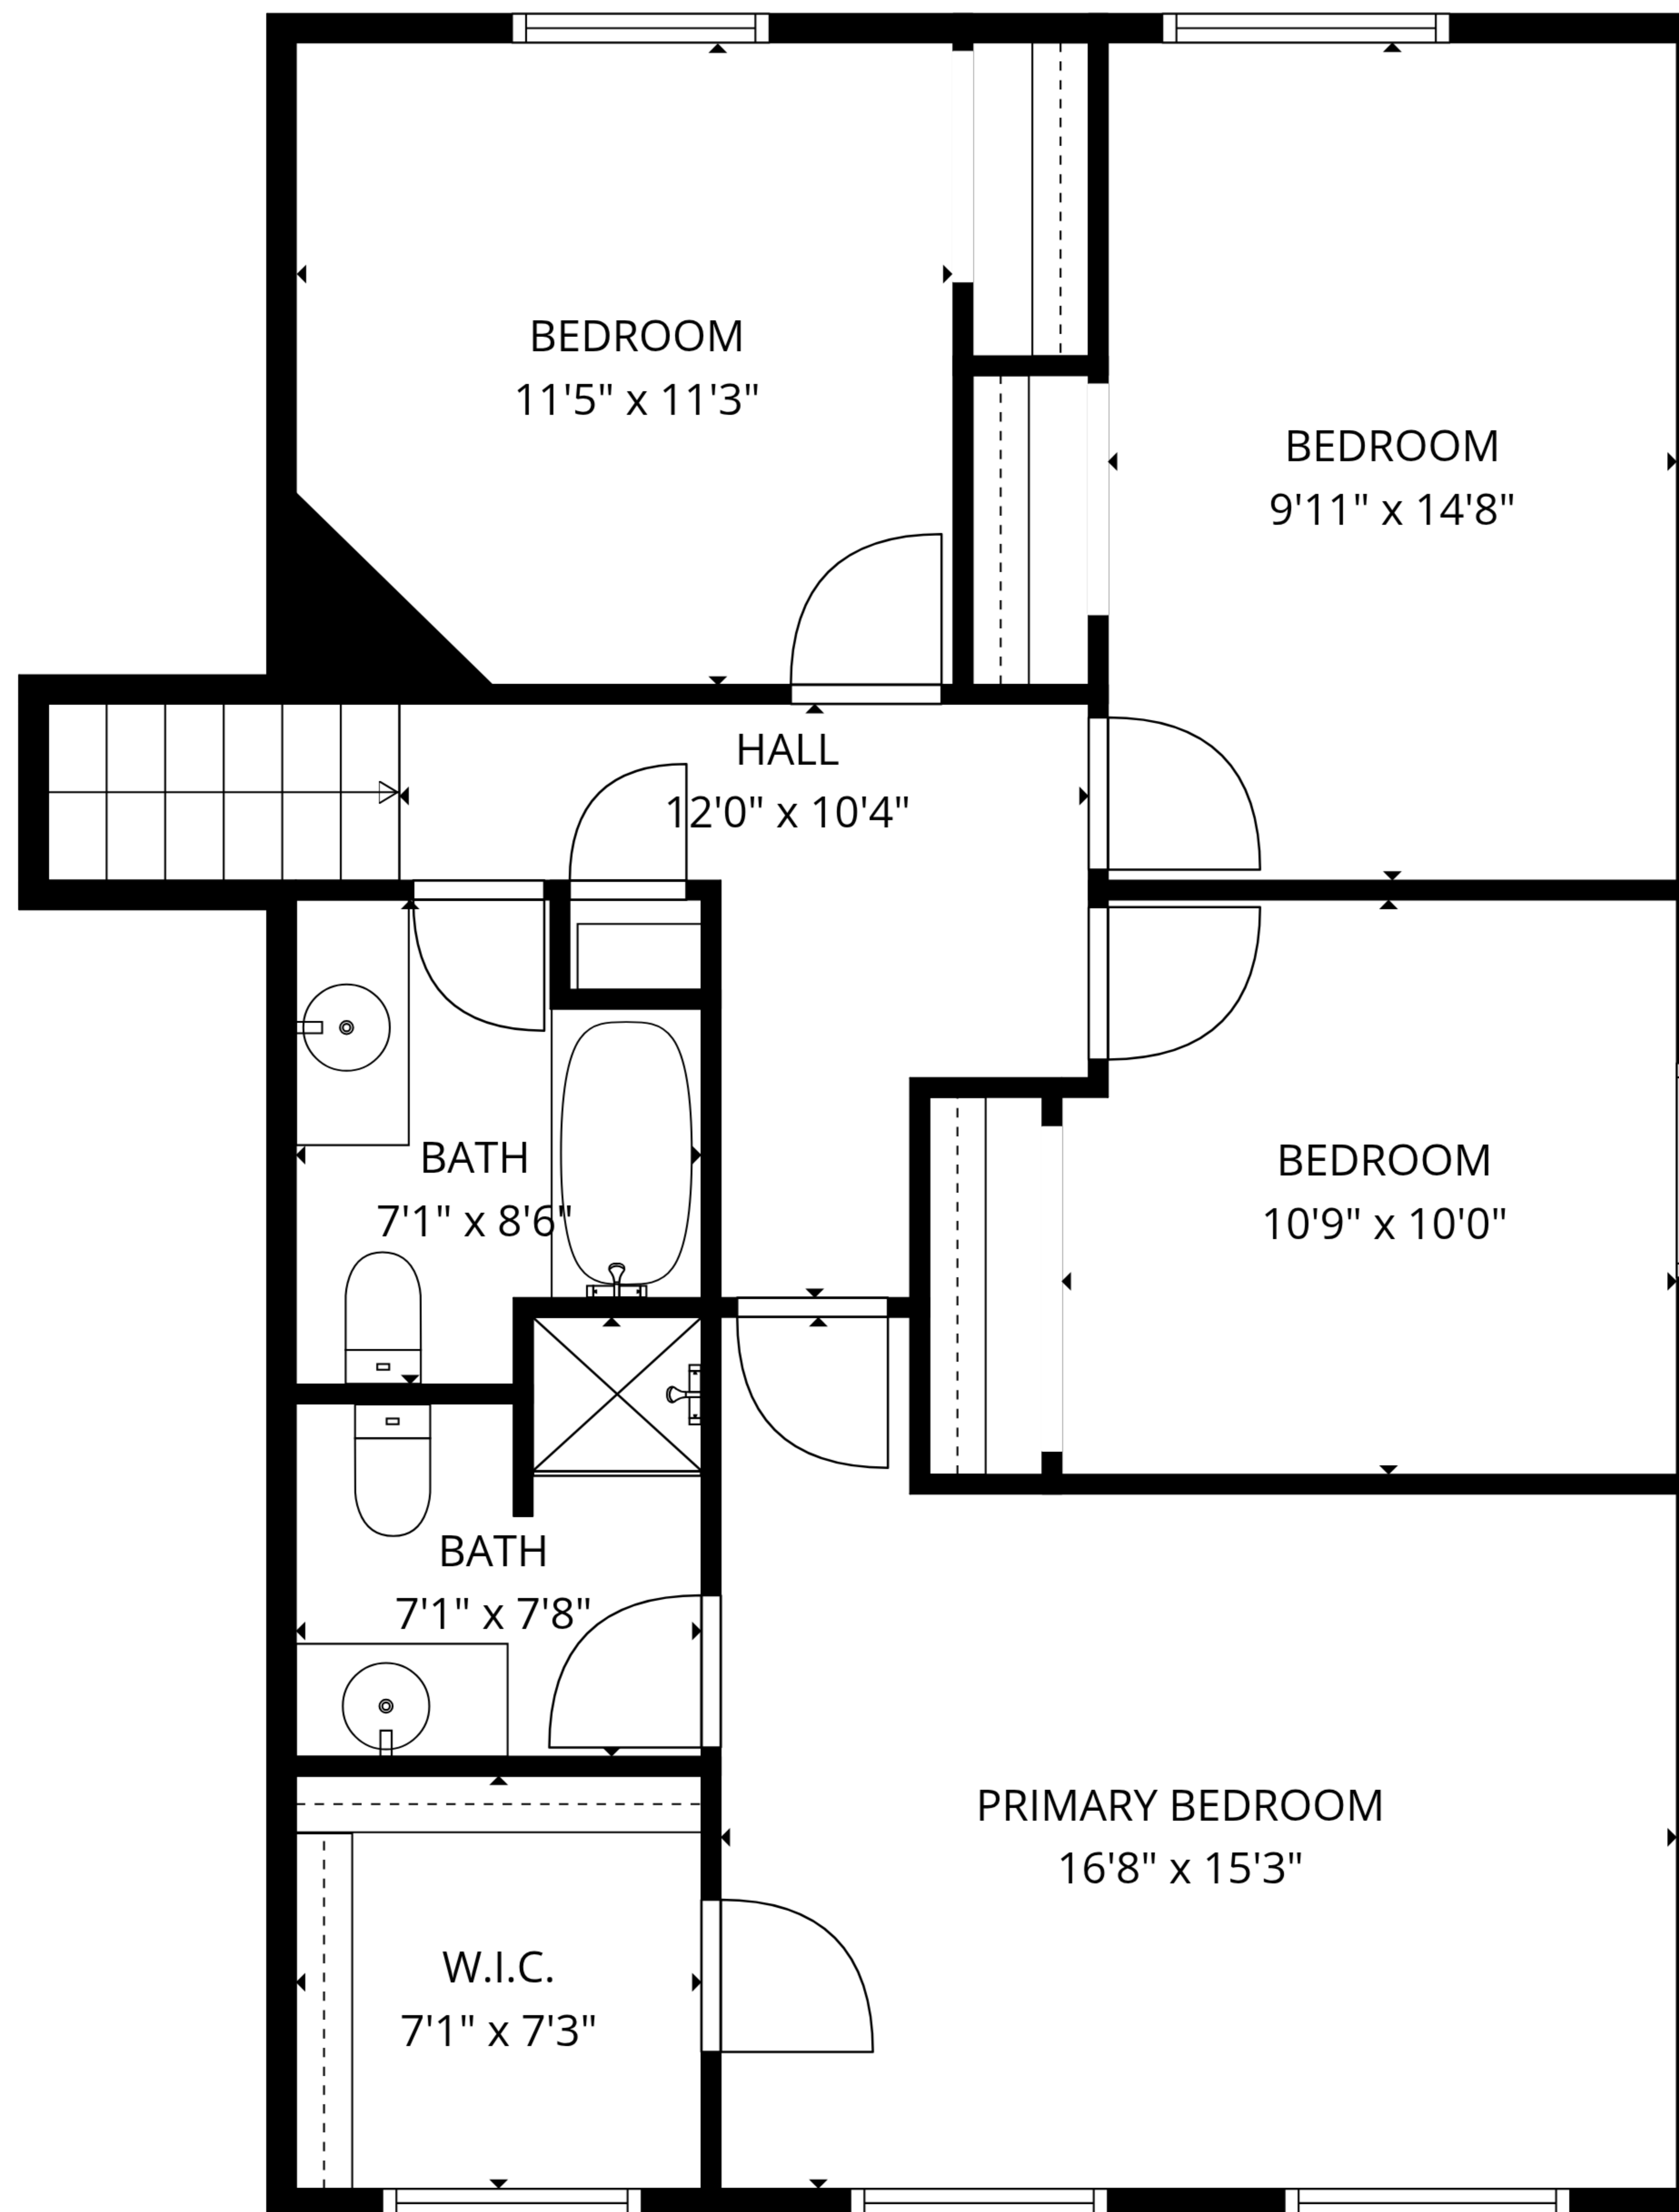 BEDROOM
11'5" x 11'3"
BEDROOM
9'11" x 14'8"
HALL
12'0" x 10'4"
BATH
7'1" x 8'6"
BEDROOM
10'9" x 10'0"
BATH
7'1" x 7'8"
PRIMARY BEDROOM
16'8" x 15'3"
W.I.C.
7'1" x 7'3"